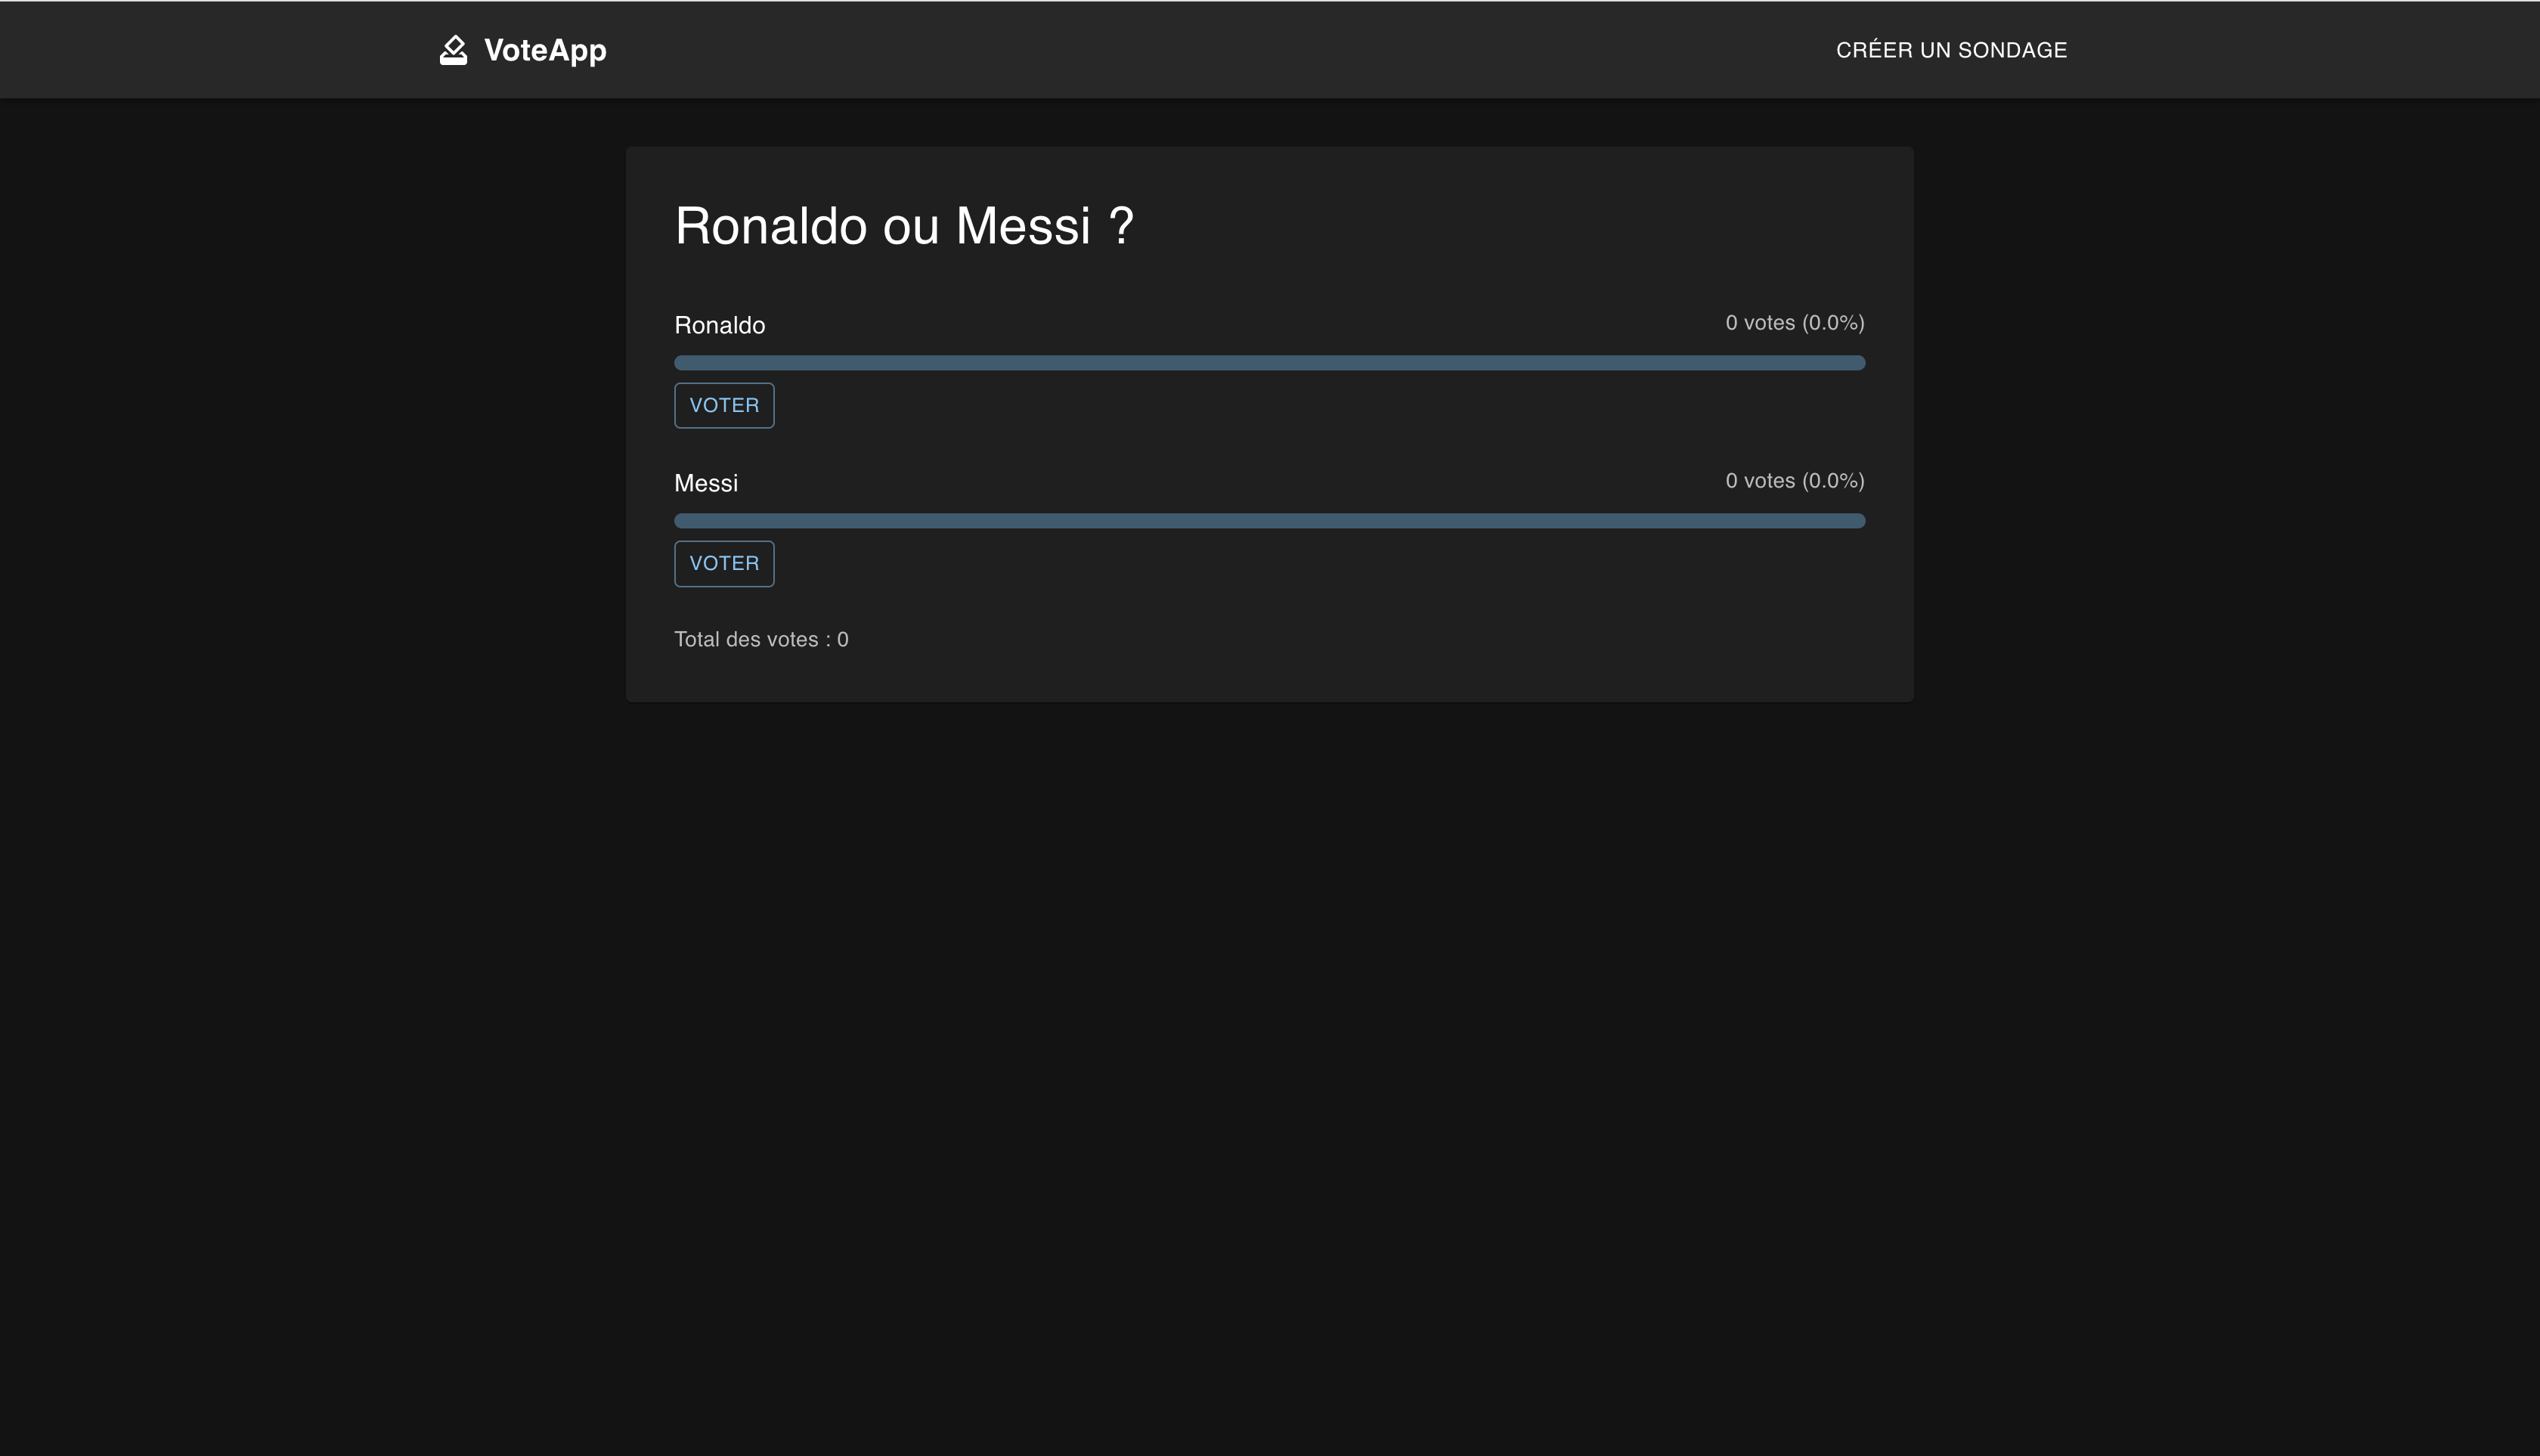 VoteApp
CRÉER UN SONDAGE
Ronaldo ou Messi ?
Ronaldo
0 votes (0.0%)
VOTER
Messi
0 votes (0.0%)
VOTER
Total des votes : 0